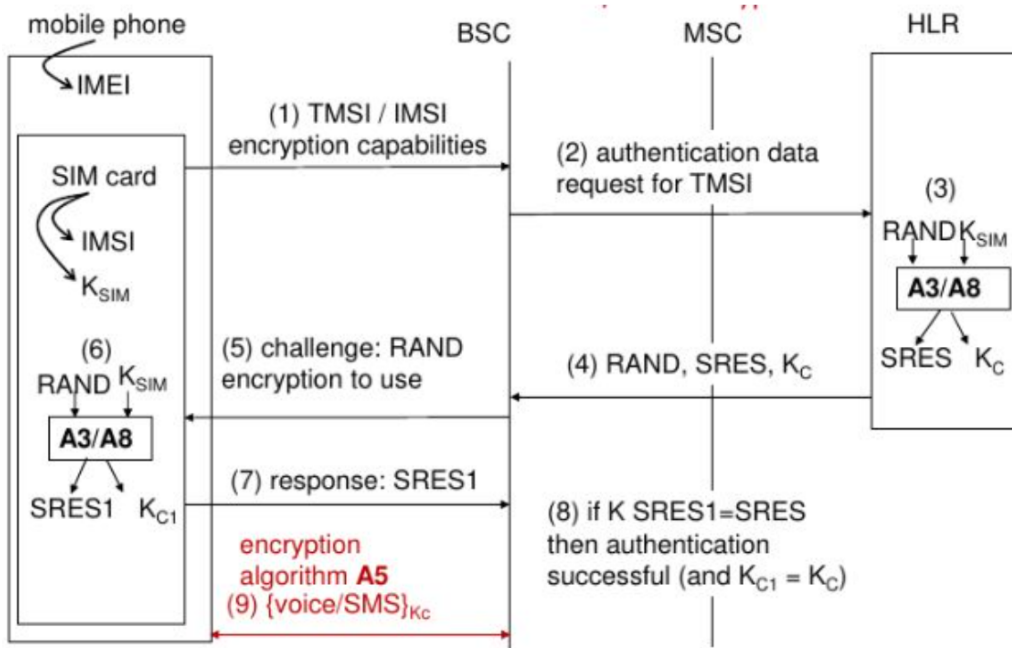 mobile phone
BSC
MSC
HLR
IMEI
(1) TMSI / IMSI
encryption capabilities
(2) authentication data
request for TMSI
SIM card
IMSI
K_SIM
(3)
RAND K_SIM
A3/A8
SRES K_C
(4) RAND, SRES, K_C
(5) challenge: RAND
encryption to use
(6)
RAND K_SIM
A3/A8
SRES1 K_C1
(7) response: SRES1
(8) if K SRES1=SRES
then authentication
successful (and K_C1 = K_C)
encryption
algorithm A5
(9) {voice/SMS}_Kc